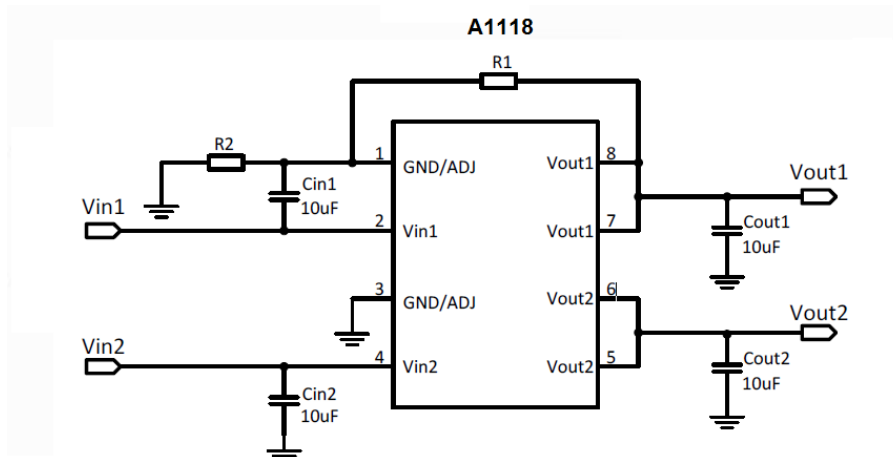 A1118
R1
R2
1
GND/ADJ
Vout1
8
Cin1
10uF
Vin1
2
Vin1
Vout1
7
Vout1
Cout1
10uF
3
GND/ADJ
Vout2
6
Vin2
4
Vin2
Vout2
5
Vout2
Cout2
10uF
Cin2
10uF